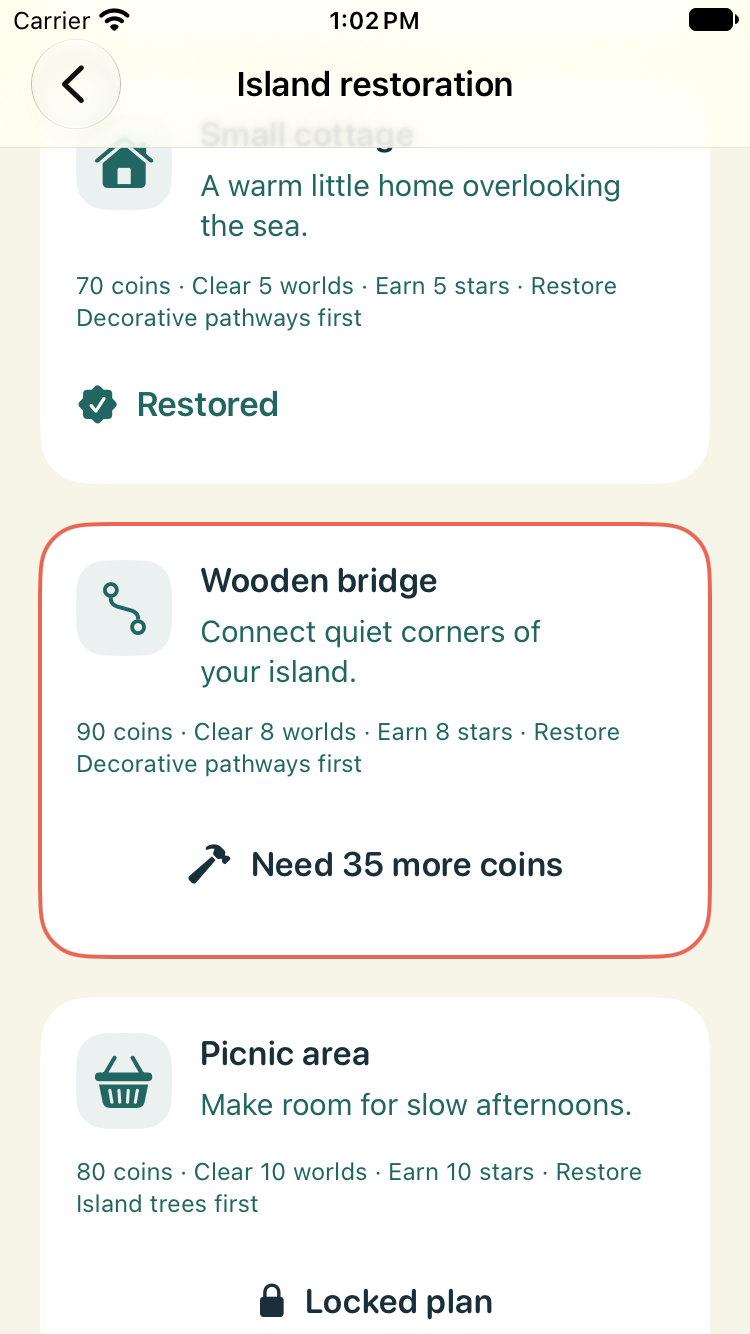 Carrier
1:02 PM
Island restoration
Small cottage
A warm little home overlooking
the sea.
70 coins · Clear 5 worlds · Earn 5 stars · Restore
Decorative pathways first
Restored
Wooden bridge
Connect quiet corners of
your island.
90 coins · Clear 8 worlds · Earn 8 stars · Restore
Decorative pathways first
Need 35 more coins
Picnic area
Make room for slow afternoons.
80 coins · Clear 10 worlds · Earn 10 stars · Restore
Island trees first
Locked plan